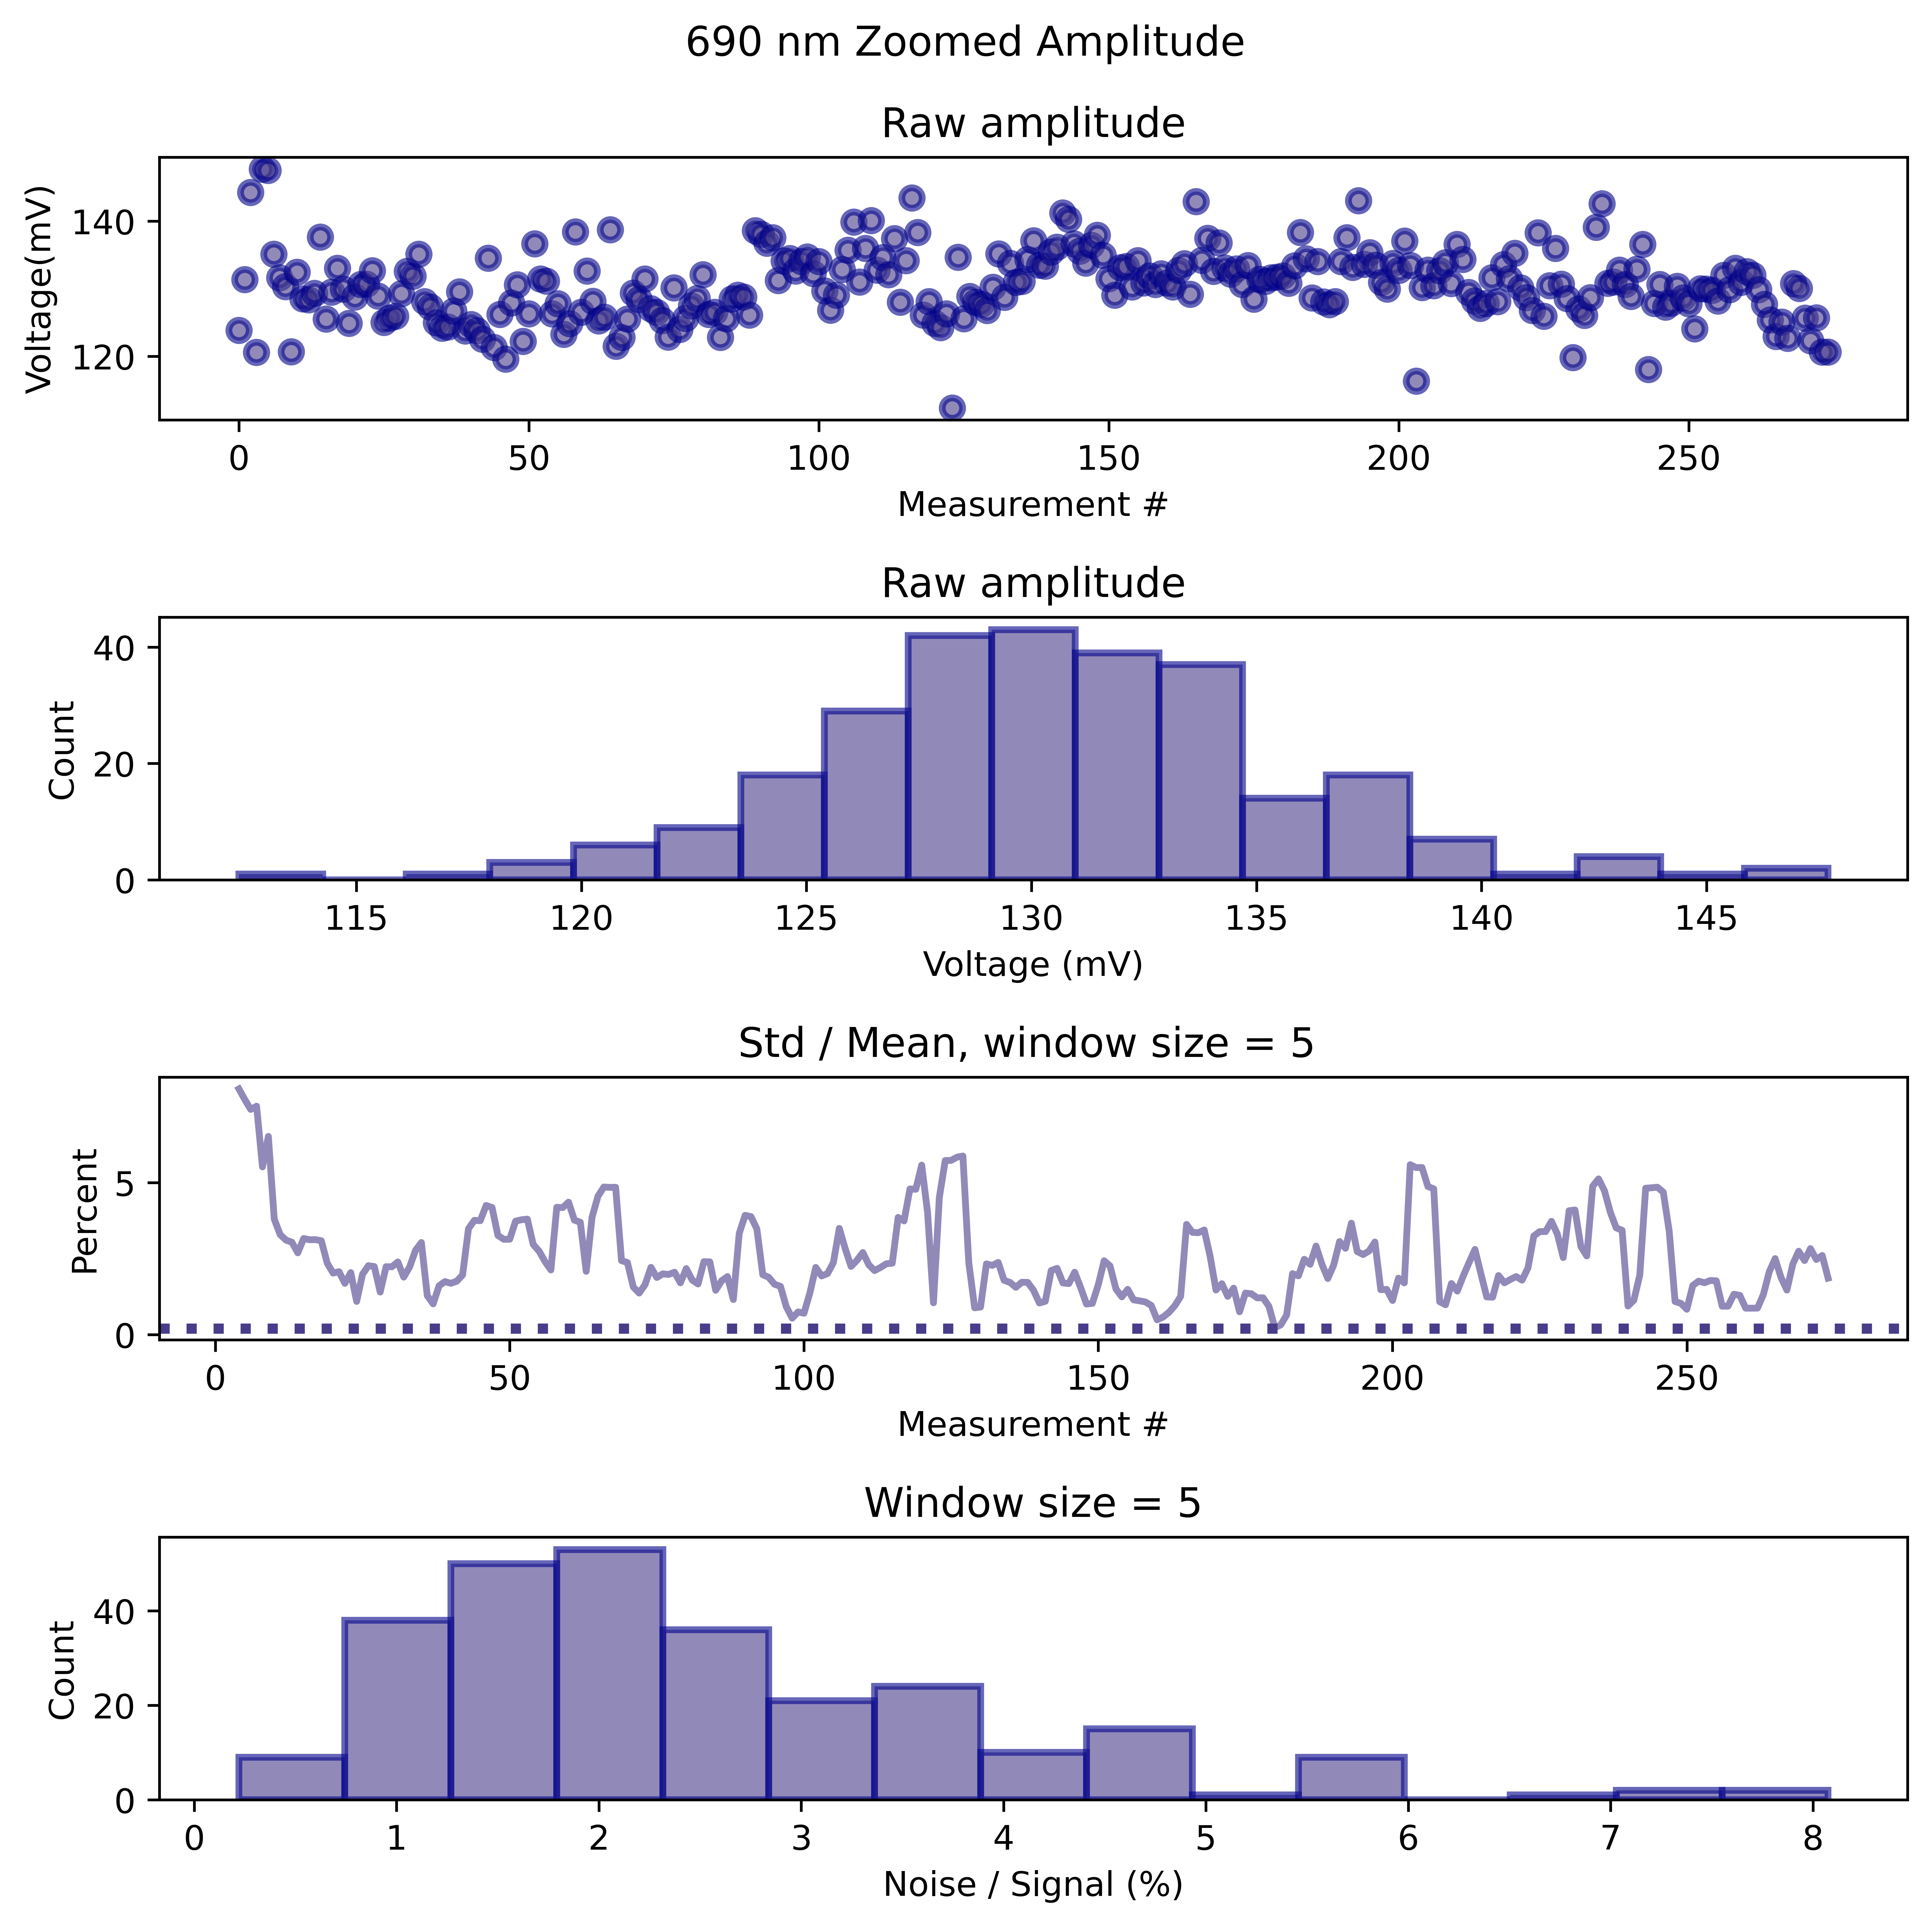 690 nm Zoomed Amplitude
Raw amplitude
Voltage(mV)
140
120
0 50 100 150 200 250
Measurement #
Raw amplitude
Count
40
20
0
115 120 125 130 135 140 145
Voltage (mV)
Std / Mean, window size = 5
Percent
5
0
0 50 100 150 200 250
Measurement #
Window size = 5
Count
40
20
0
0 1 2 3 4 5 6 7 8
Noise / Signal (%)